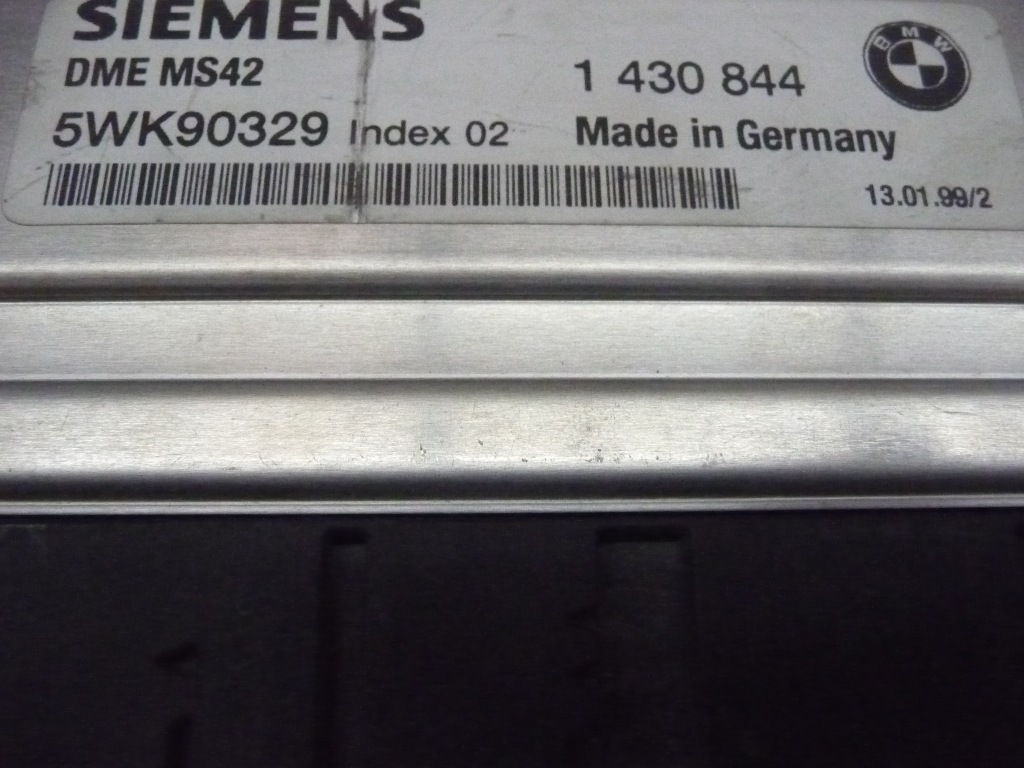 SIEMENS
DME MS42
1 430 844
BMW
5WK90329 Index 02
Made in Germany
13.01.99/2